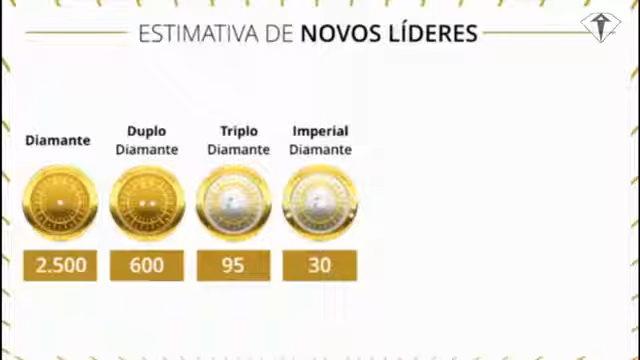 ESTIMATIVA DE NOVOS LÍDERES
Diamante
Duplo
Diamante
Triplo
Diamante
Imperial
Diamante
2.500
600
95
30